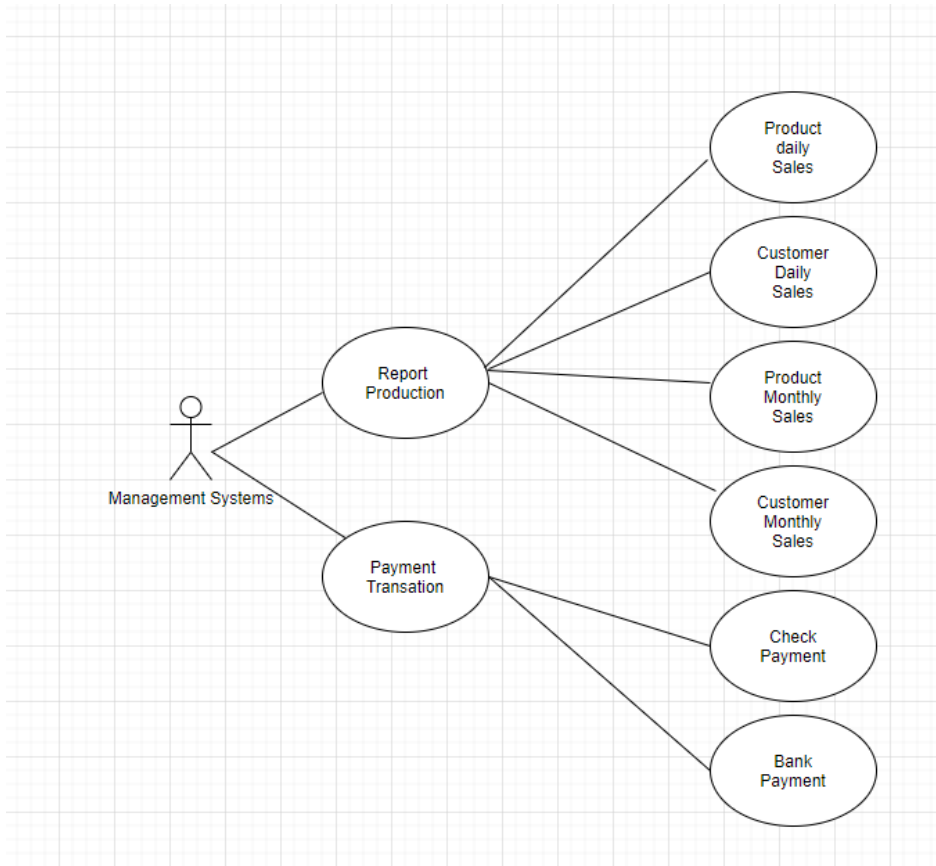 Product
daily
Sales
Customer
Daily
Sales
Report
Production
Product
Monthly
Sales
Management Systems
Customer
Monthly
Sales
Payment
Transation
Check
Payment
Bank
Payment